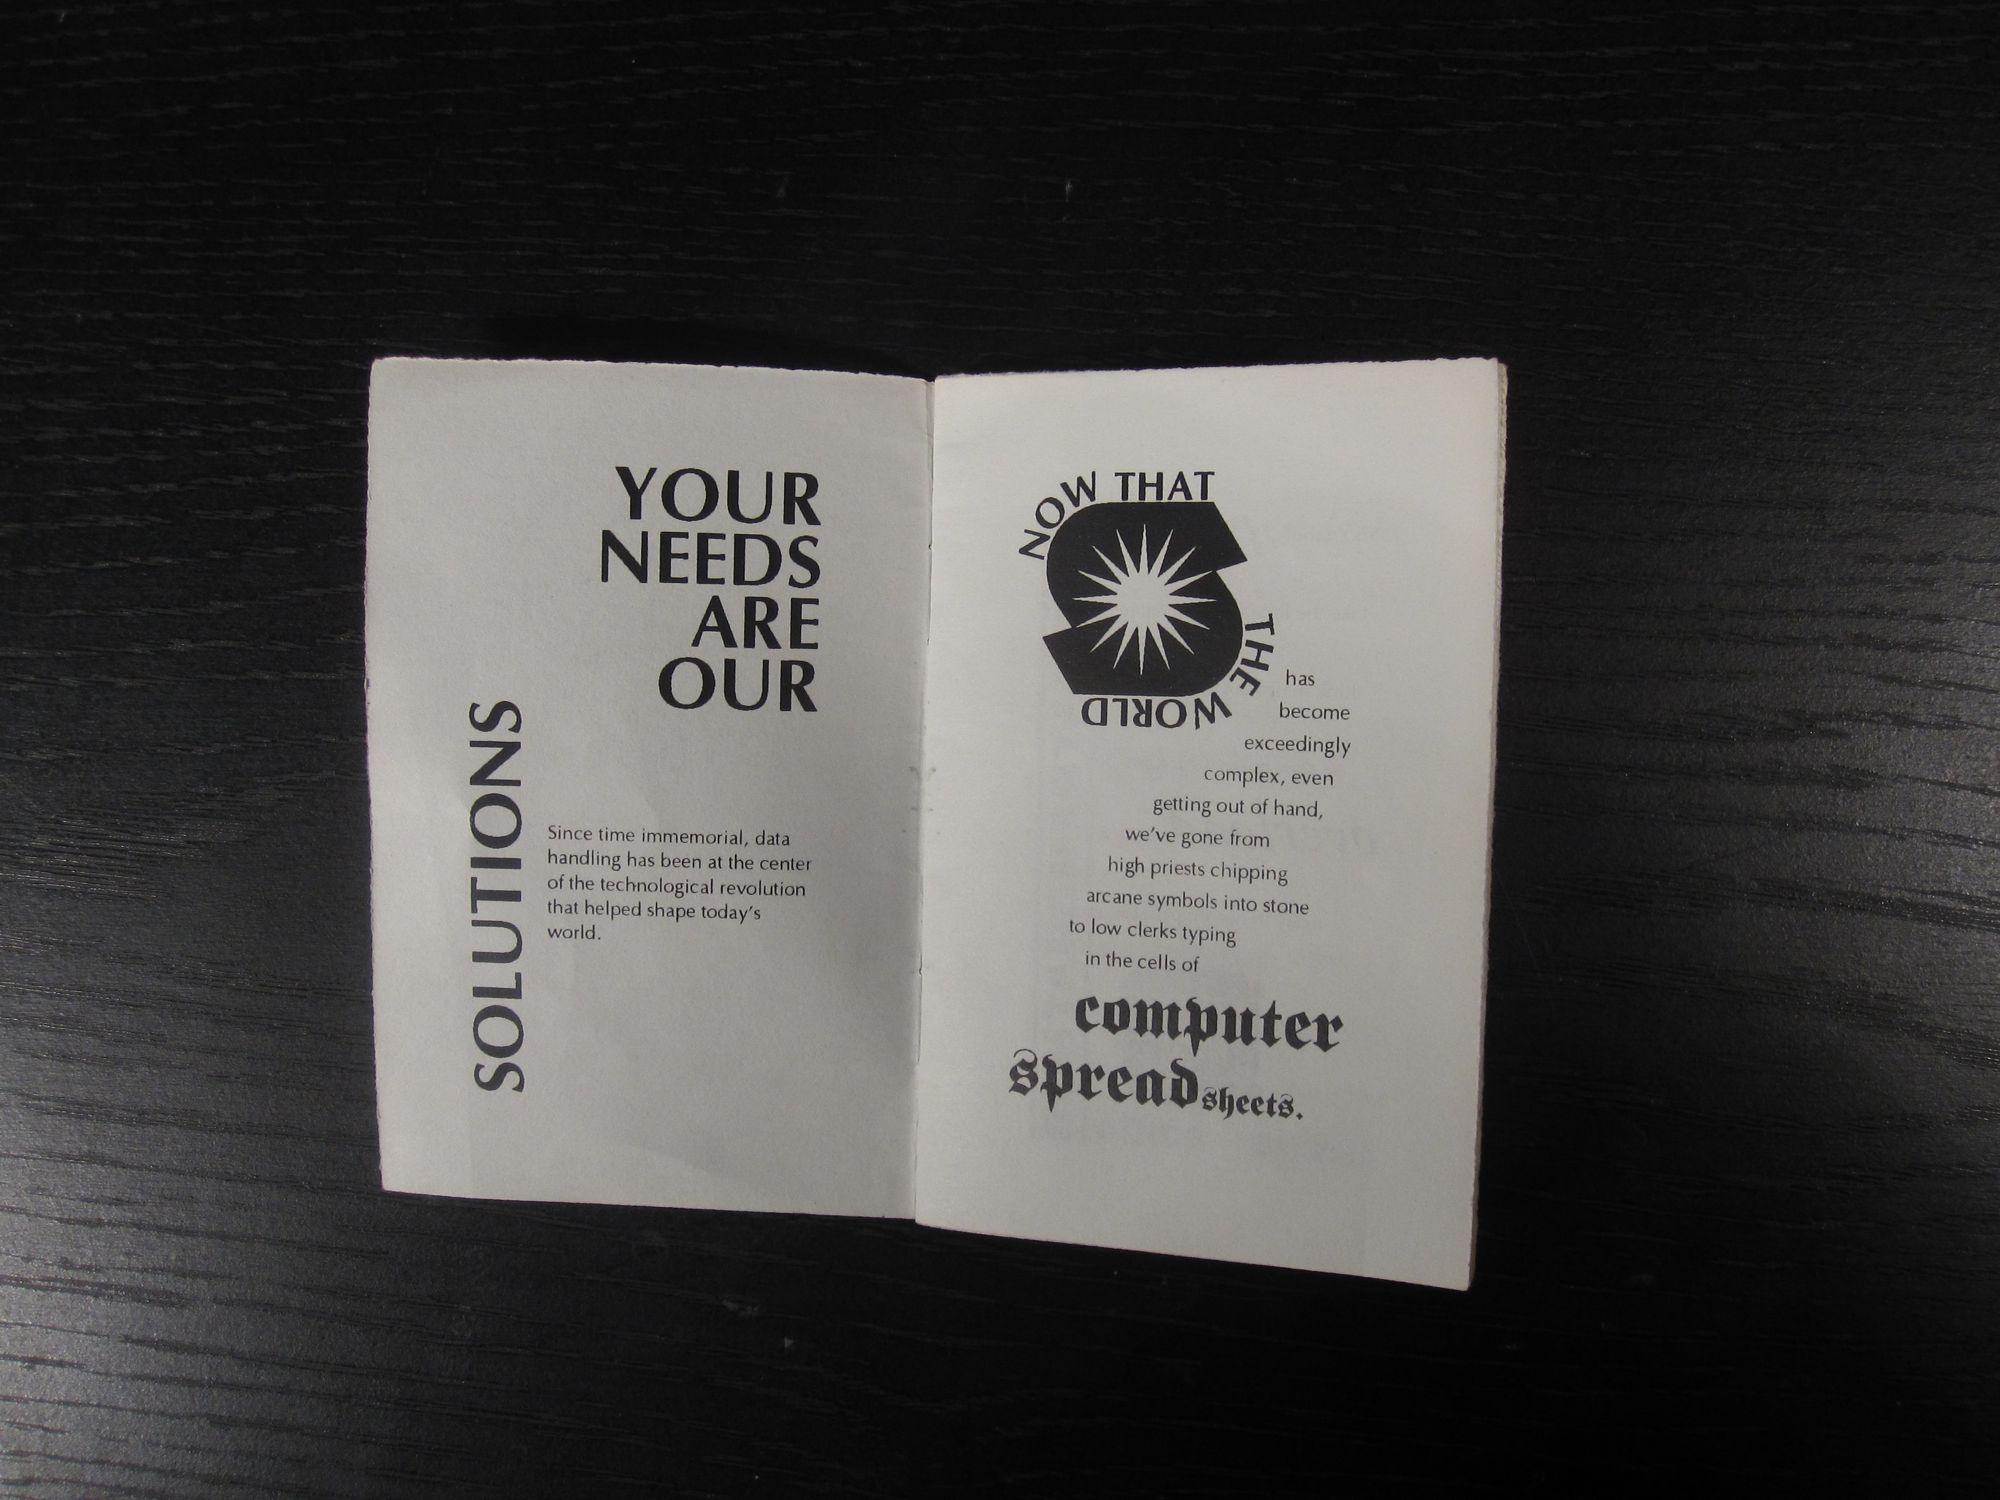 YOUR
NEEDS
ARE
OUR
SOLUTIONS
Since time immemorial, data
handling has been at the center
of the technological revolution
that helped shape today's
world.
NOW THAT
THE WORLD
has
become
exceedingly
complex, even
getting out of hand,
we've gone from
high priests chipping
arcane symbols into stone
to low clerks typing
in the cells of
computer
spreadsheets.